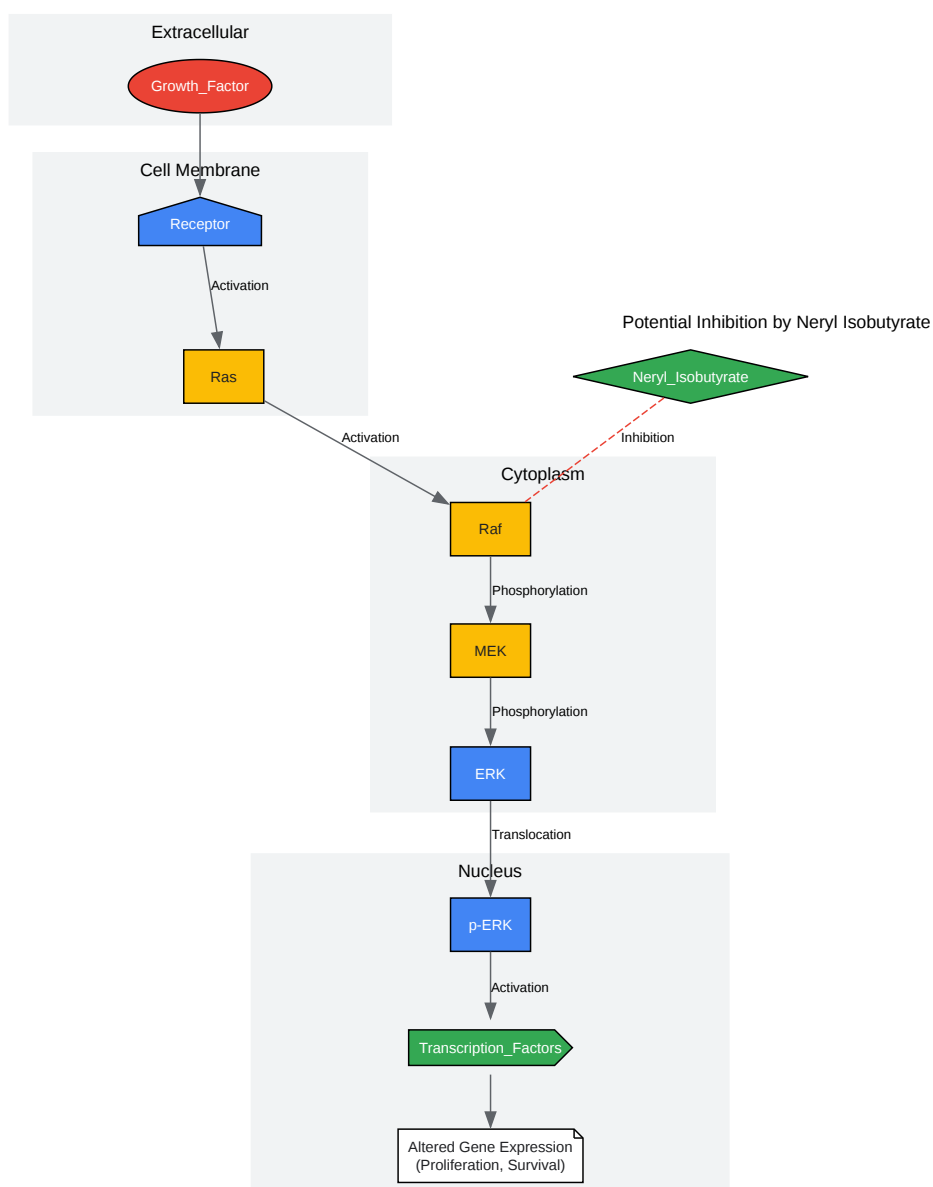 Extracellular
Growth_Factor
Cell Membrane
Receptor
Activation
Ras
Potential Inhibition by Neryl Isobutyrate
Neryl_Isobutyrate
Activation
Inhibition
Cytoplasm
Raf
Phosphorylation
MEK
Phosphorylation
ERK
Translocation
Nucleus
p-ERK
Activation
Transcription_Factors
Altered Gene Expression
(Proliferation, Survival)